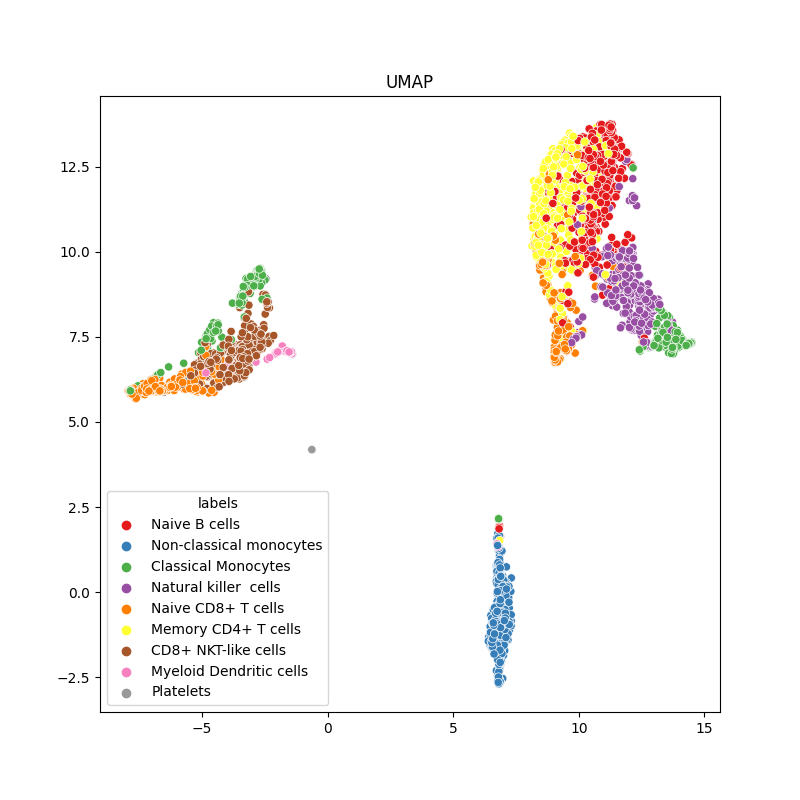 UMAP
12.5
10.0
7.5
5.0
2.5
0.0
−2.5
labels
Naive B cells
Non-classical monocytes
Classical Monocytes
Natural killer  cells
Naive CD8+ T cells
Memory CD4+ T cells
CD8+ NKT-like cells
Myeloid Dendritic cells
Platelets
−5 0 5 10 15